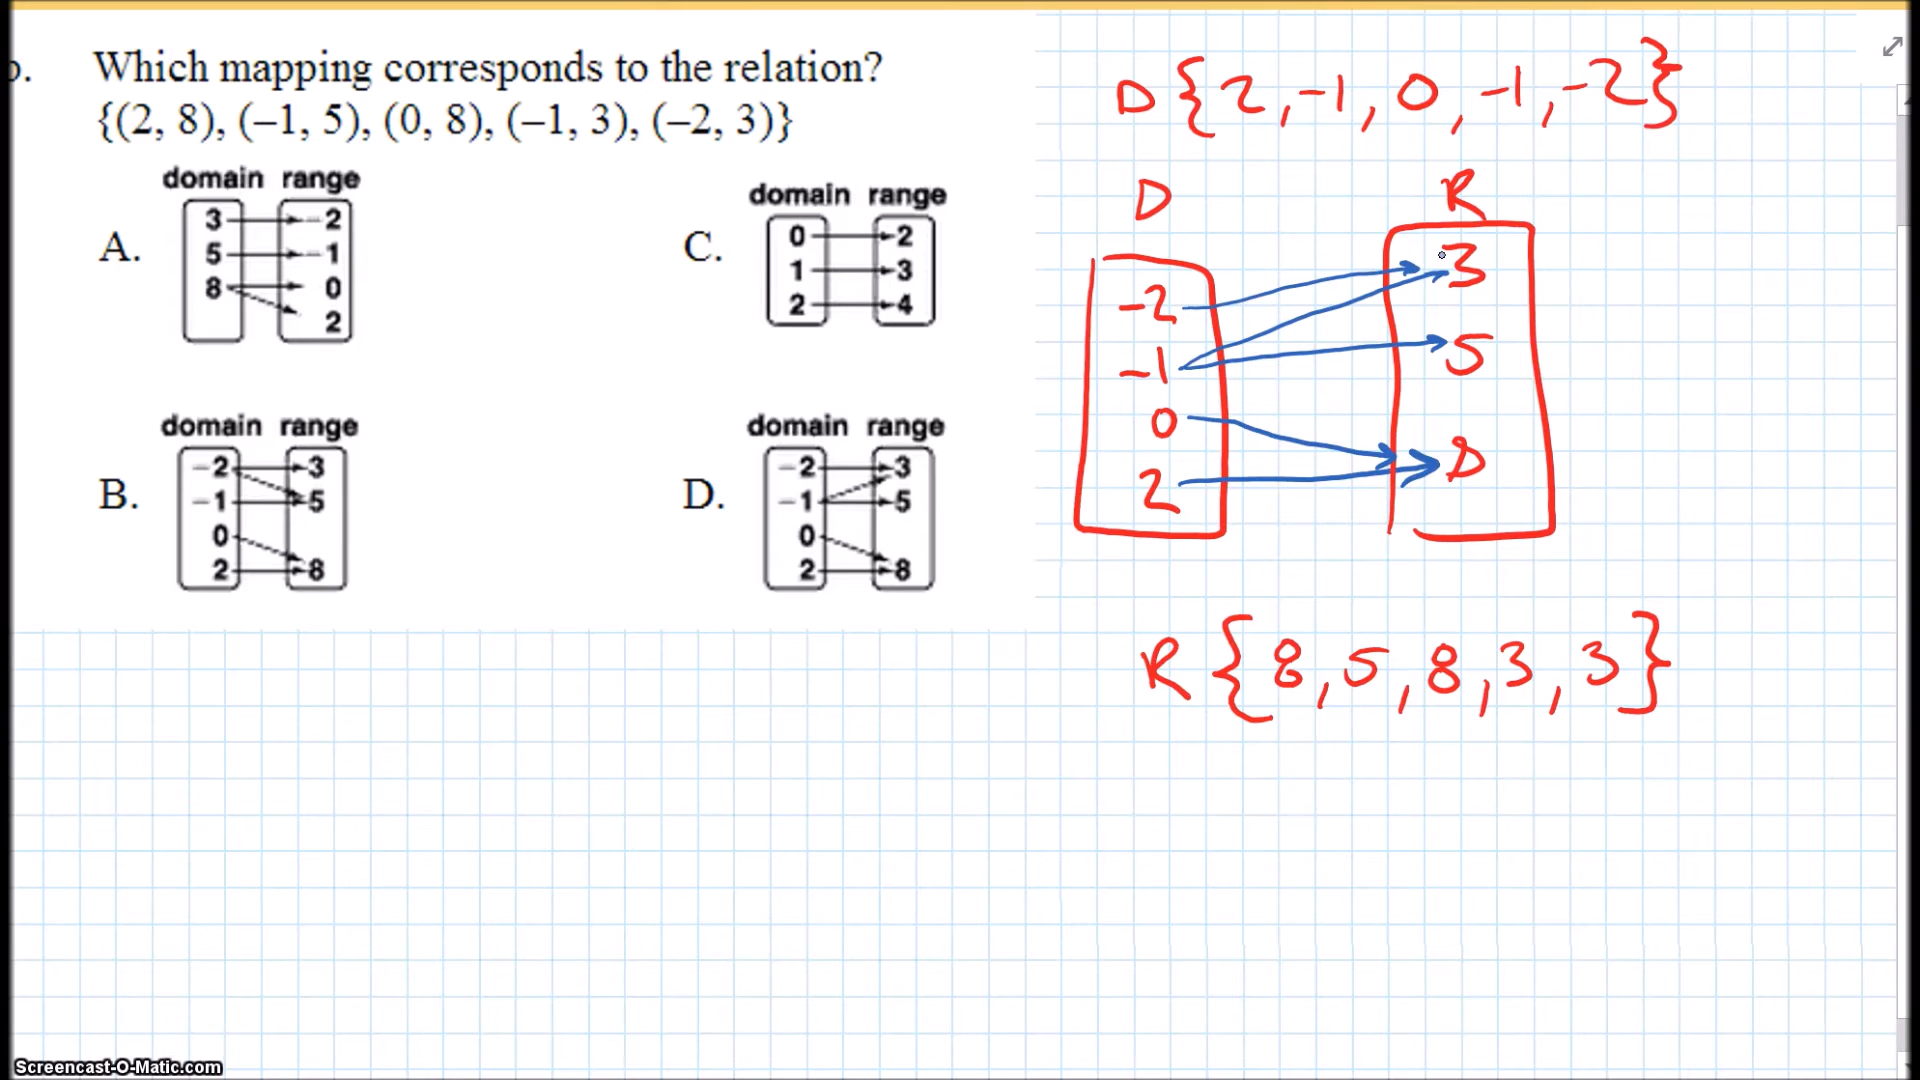 b. Which mapping corresponds to the relation?
{(2, 8), (–1, 5), (0, 8), (–1, 3), (–2, 3)}
A.
domain range
3 −2
5 −1
8 0
2
B.
domain range
−2 3
−1 5
0
2 8
C.
domain range
0 2
1 3
2 4
D.
domain range
−2 3
−1 5
0
2 8
D {2, -1, 0, -1, -2}
D R
-2 3
-1 5
0
2
R {8, 5, 8, 3, 3}
Screencast-O-Matic.com